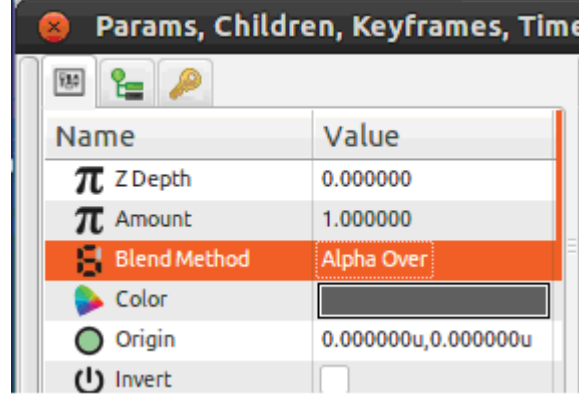 Params, Children, Keyframes, Time
Name Value
Z Depth 0.000000
Amount 1.000000
Blend Method Alpha Over
Color
Origin 0.000000u,0.000000u
Invert